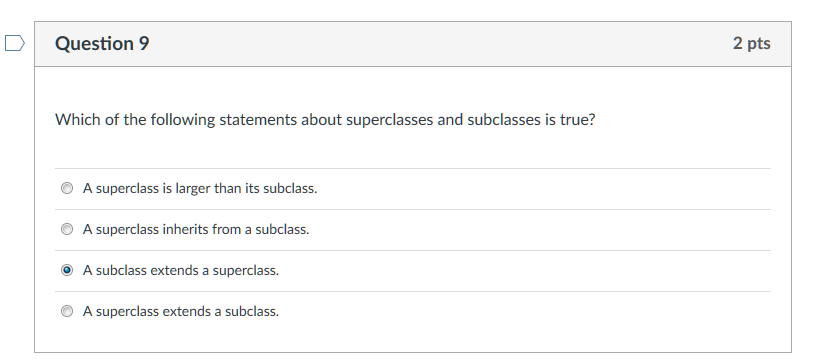 Question 9
2 pts
Which of the following statements about superclasses and subclasses is true?
A superclass is larger than its subclass.
A superclass inherits from a subclass.
A subclass extends a superclass.
A superclass extends a subclass.